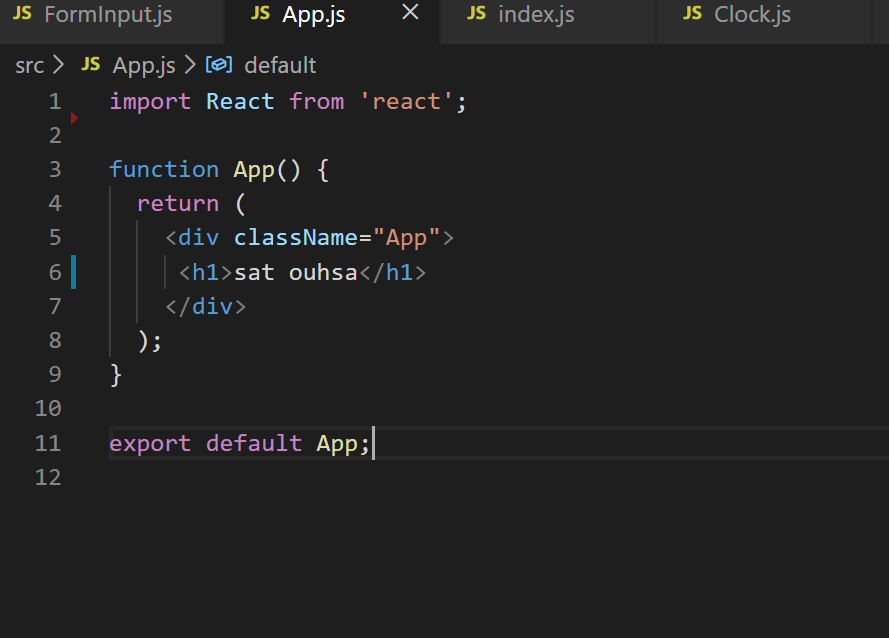 JS FormInput.js JS App.js JS index.js JS Clock.js
src > JS App.js > default
1 import React from 'react';
2
3 function App() {
4 return (
5 <div className="App">
6 <h1>sat ouhsa</h1>
7 </div>
8 );
9 }
10
11 export default App;
12